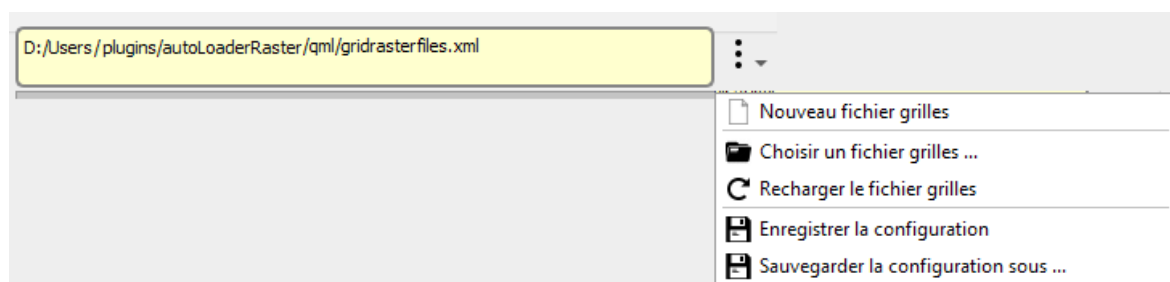 D:/Users/plugins/autoLoaderRaster/qml/gridrasterfiles.xml
Nouveau fichier grilles
Choisir un fichier grilles ...
Recharger le fichier grilles
Enregistrer la configuration
Sauvegarder la configuration sous ...